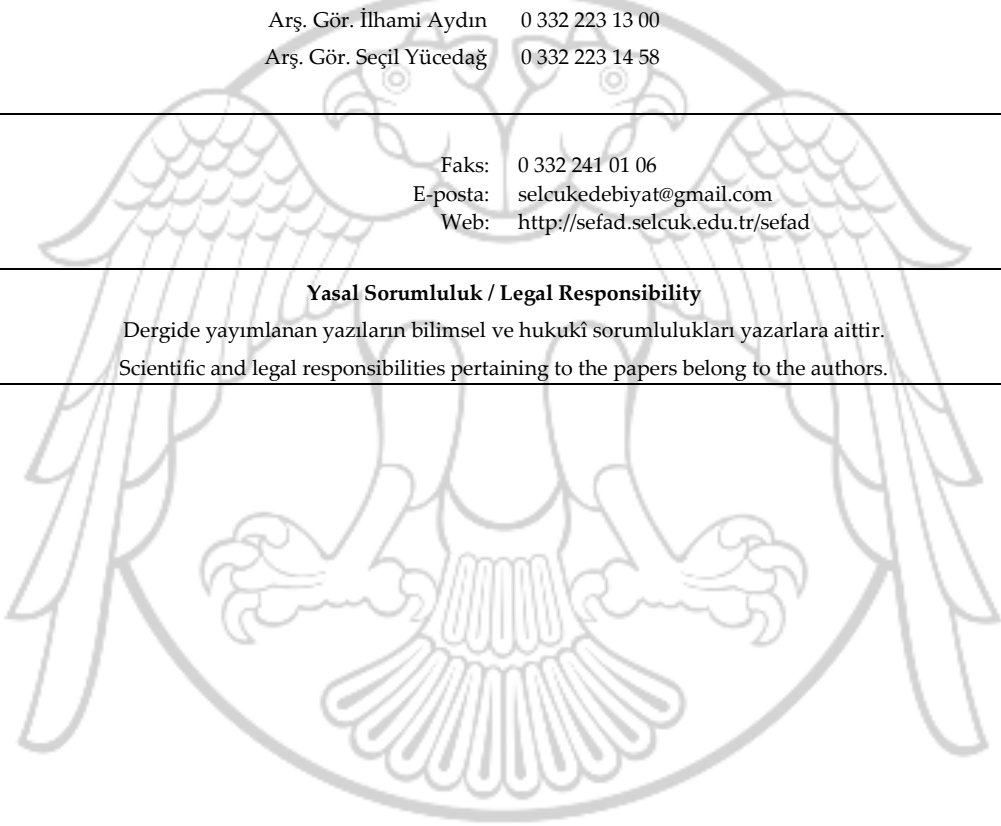 Arş. Gör. İlhami Aydın 0 332 223 13 00
Arş. Gör. Seçil Yücedağ 0 332 223 14 58
Faks: 0 332 241 01 06
E-posta: selcukedebiyat@gmail.com
Web: http://sefad.selcuk.edu.tr/sefad
Yasal Sorumluluk / Legal Responsibility
Dergide yayımlanan yazıların bilimsel ve hukukî sorumlulukları yazarlara aittir.
Scientific and legal responsibilities pertaining to the papers belong to the authors.